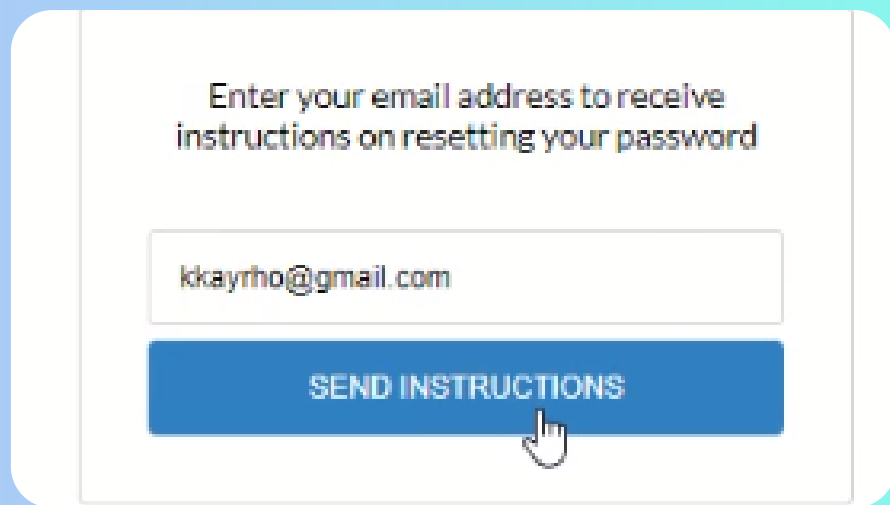 Enter your email address to receive
instructions on resetting your password
kkayrho@gmail.com
SEND INSTRUCTIONS